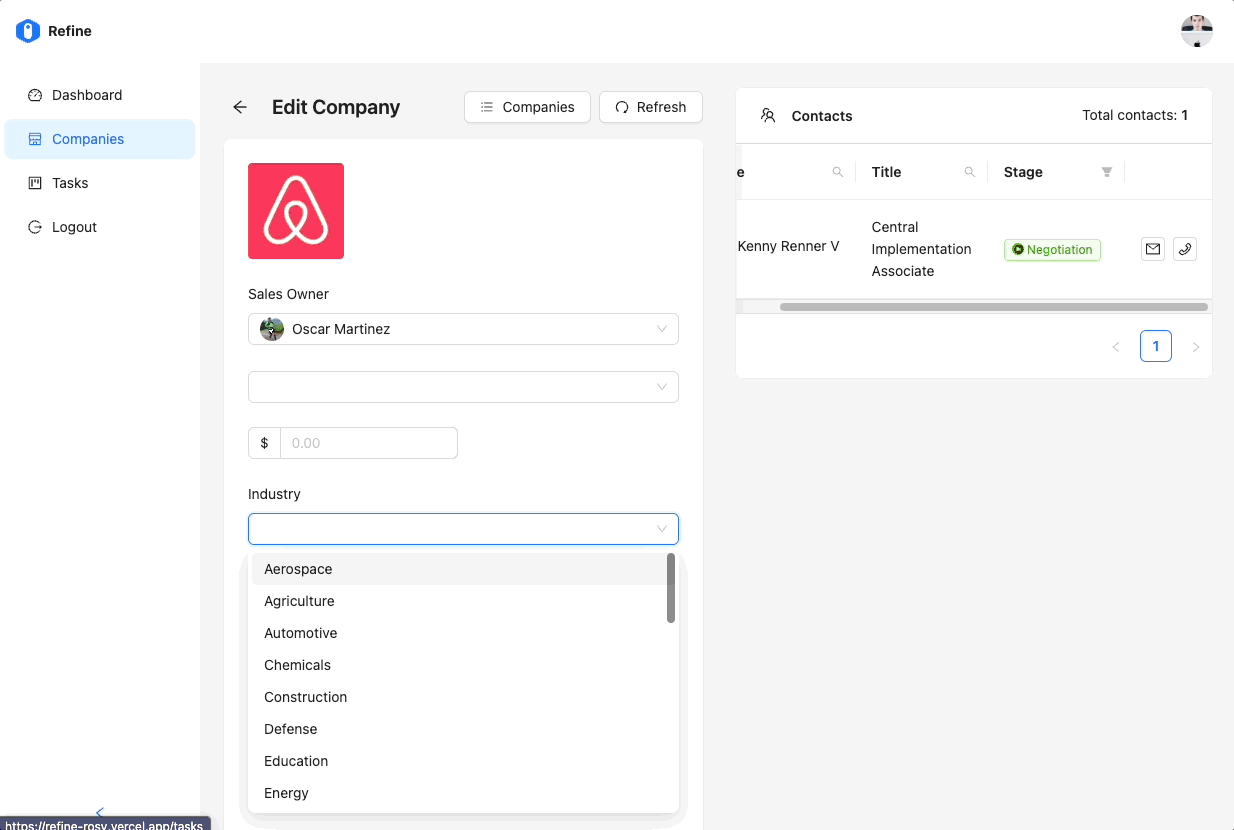 Refine
Dashboard
Companies
Tasks
Logout
Edit Company
Companies
Refresh
Sales Owner
Oscar Martinez
$ 0.00
Industry
Aerospace
Agriculture
Automotive
Chemicals
Construction
Defense
Education
Energy
Contacts
Total contacts: 1
e Title Stage
Kenny Renner V
Central
Implementation
Associate
Negotiation
1
https://refine-rosy.vercel.app/tasks